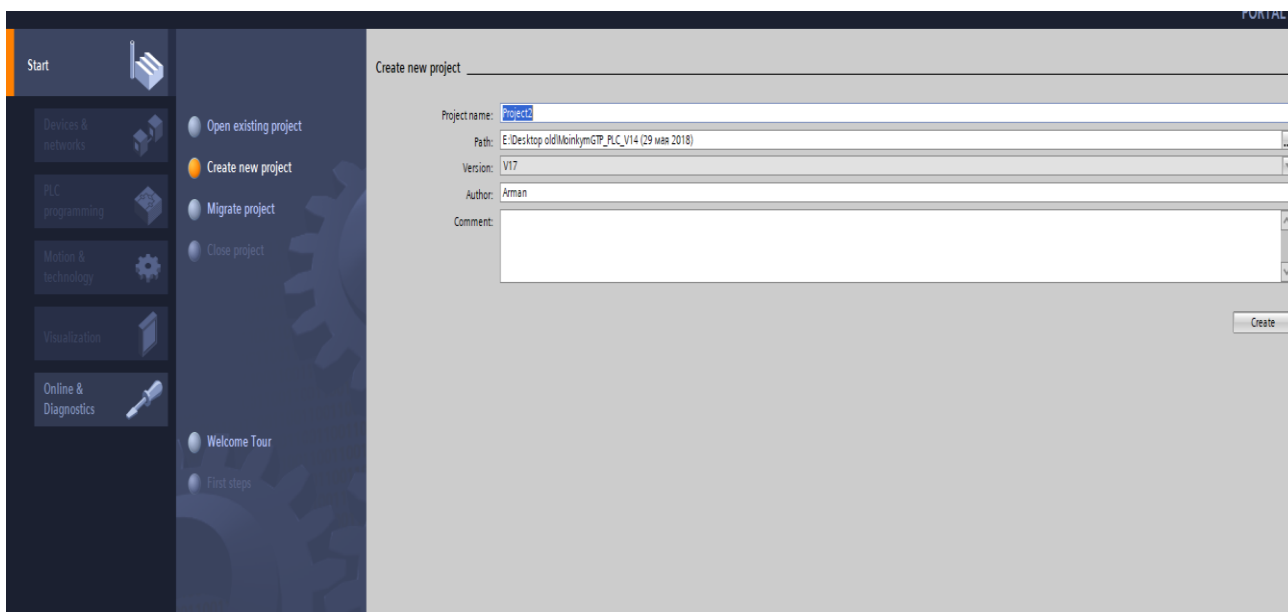 PORTAL
Start
Devices &
networks
PLC
programming
Motion &
technology
Visualization
Online &
Diagnostics
Open existing project
Create new project
Migrate project
Close project
Welcome Tour
First steps
Create new project
Project name: Project2
Path: E:\Desktop old\MoinkymGTP_PLC_V14 (29 мая 2018)
...
Version: V17
Author: Arman
Comment:
Create